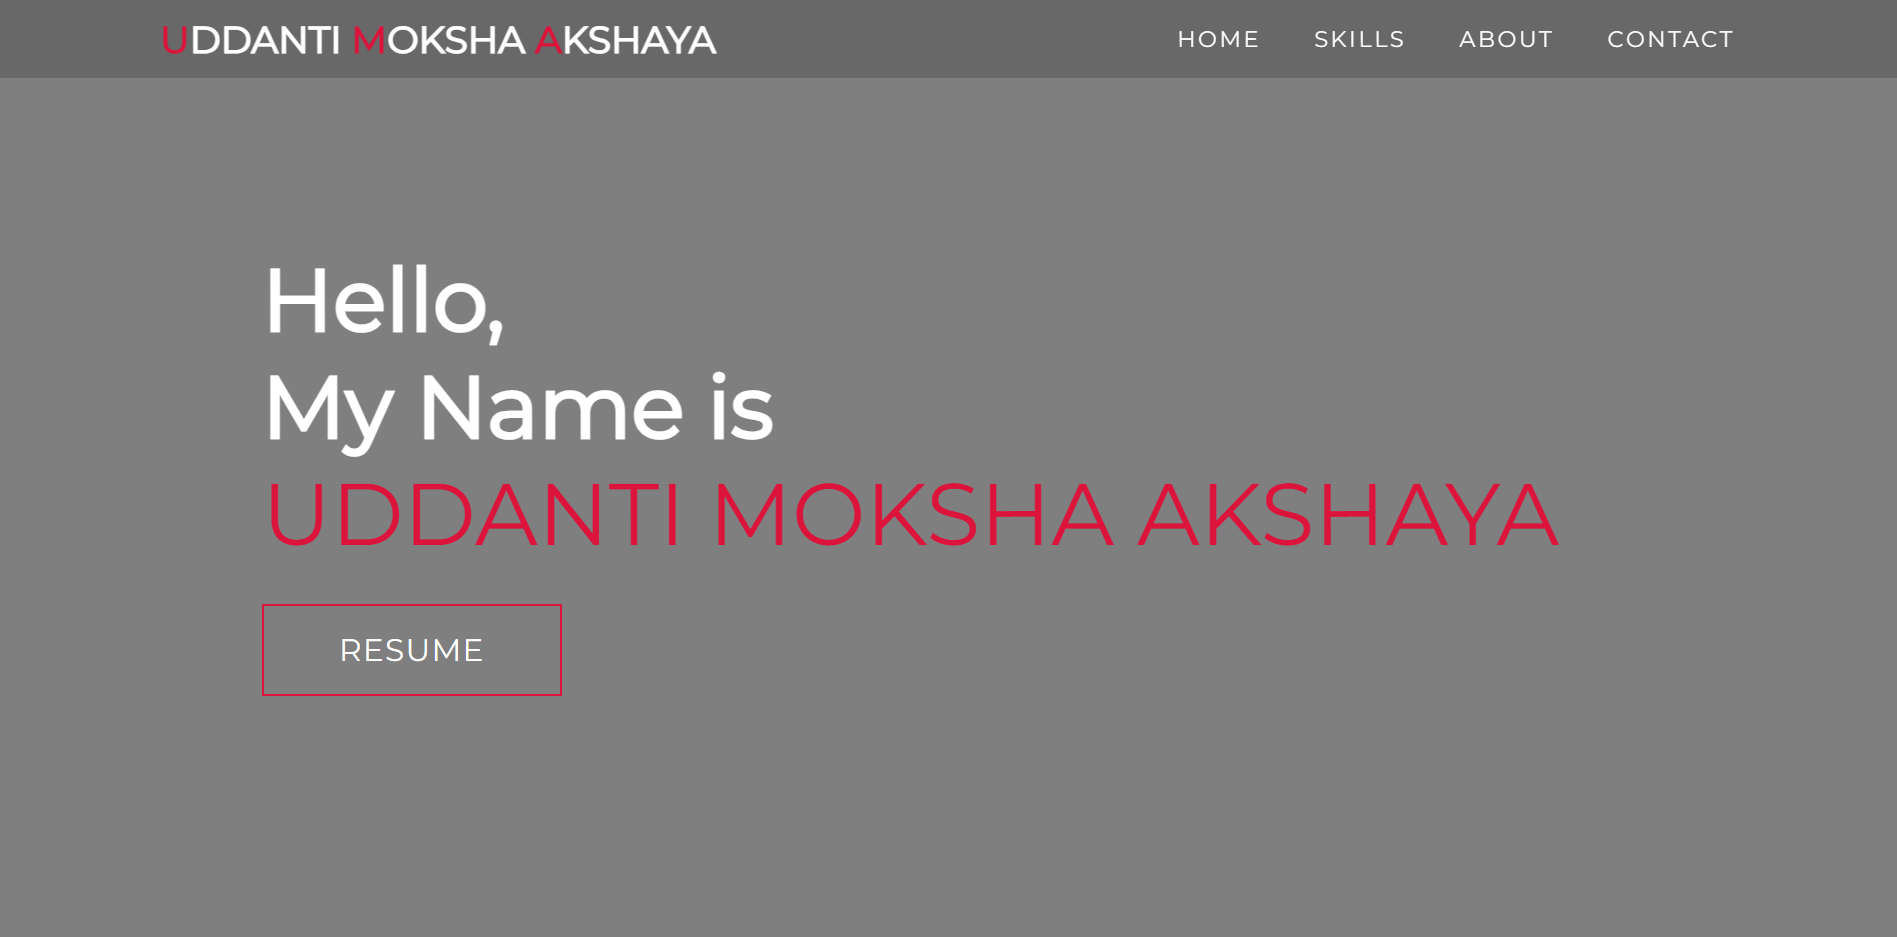 UDDANTI MOKSHA AKSHAYA
HOME SKILLS ABOUT CONTACT
Hello,
My Name is
UDDANTI MOKSHA AKSHAYA
RESUME